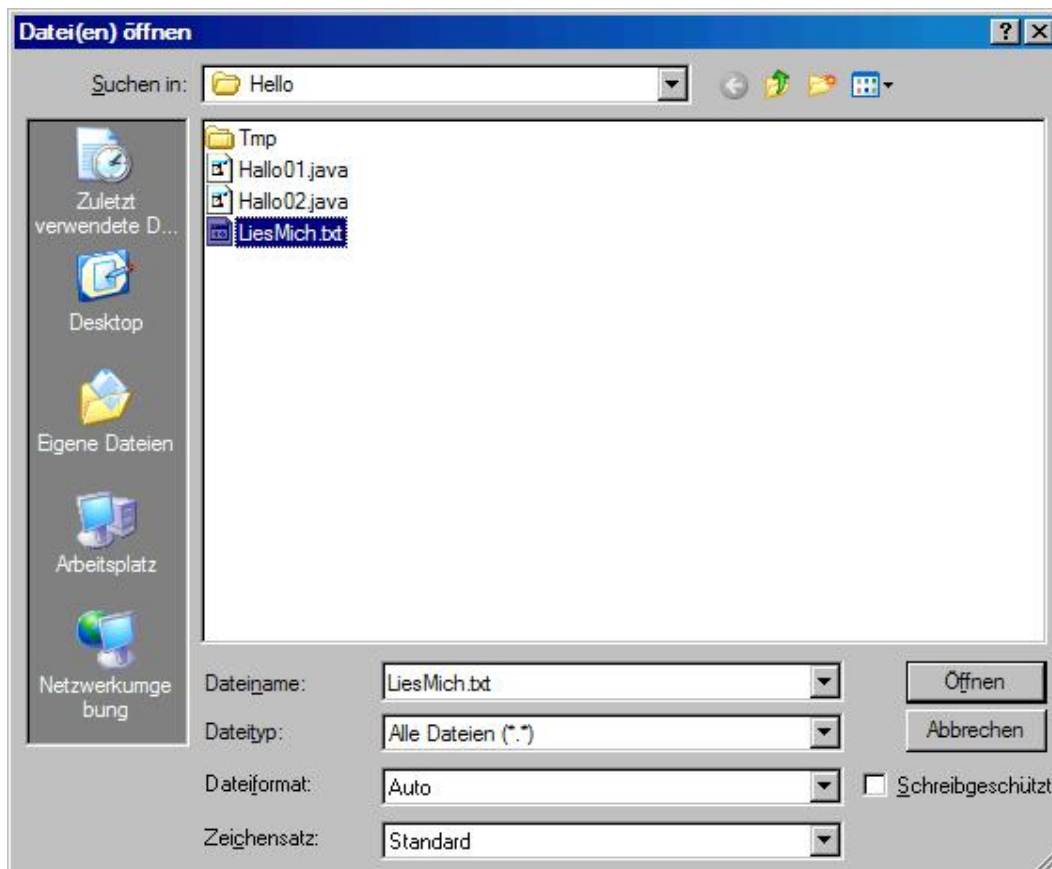 Datei(en) öffnen
Suchen in:
Hello
Zuletzt
verwendete D...
Desktop
Eigene Dateien
Arbeitsplatz
Netzwerkumge
bung
Tmp
Hallo01.java
Hallo02.java
LiesMich.txt
Dateiname:
LiesMich.txt
Öffnen
Dateityp:
Alle Dateien (*.*)
Abbrechen
Dateiformat:
Auto
Schreibgeschützt
Zeichensatz:
Standard